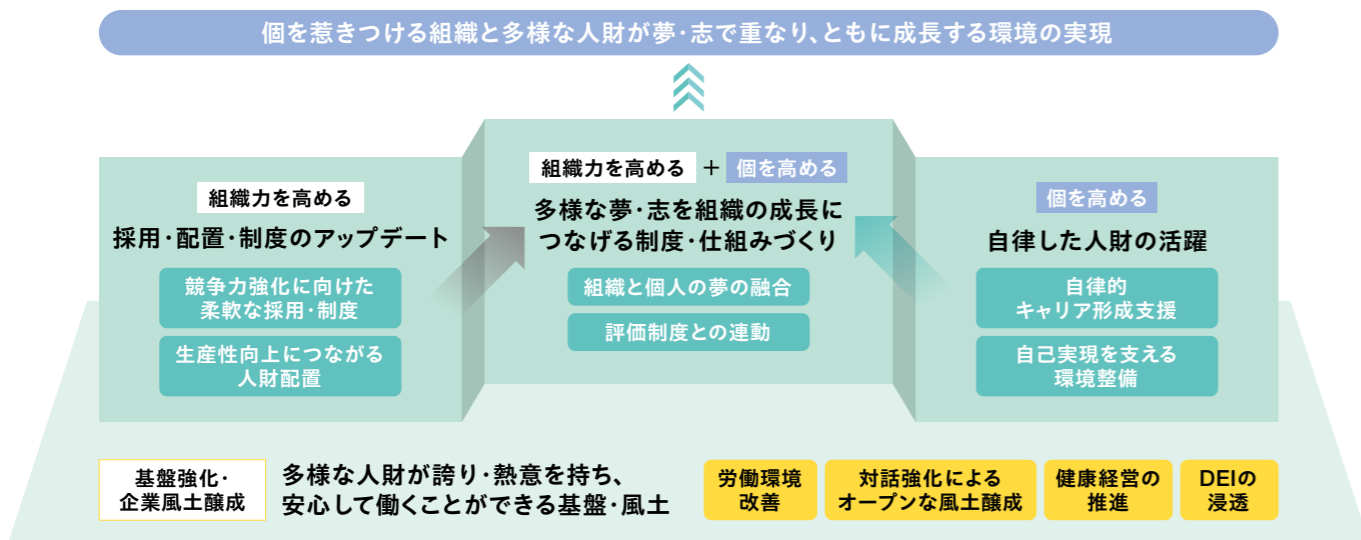 個を惹きつける組織と多様な人財が夢・志で重なり、ともに成長する環境の実現
組織力を高める
採用・配置・制度のアップデート
競争力強化に向けた
柔軟な採用・制度
生産性向上につながる
人財配置
組織力を高める + 個を高める
多様な夢・志を組織の成長に
つなげる制度・仕組みづくり
組織と個人の夢の融合
評価制度との連動
個を高める
自律した人財の活躍
自律的
キャリア形成支援
自己実現を支える
環境整備
基盤強化・
企業風土醸成
多様な人財が誇り・熱意を持ち、
安心して働くことができる基盤・風土
労働環境
改善
対話強化による
オープンな風土醸成
健康経営の
推進
DEIの
浸透